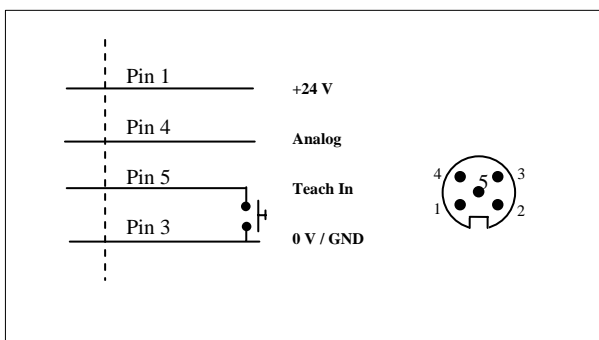 Pin 1
+24 V
Pin 4
Analog
Pin 5
Teach In
Pin 3
0 V / GND
4 5 3
1 2